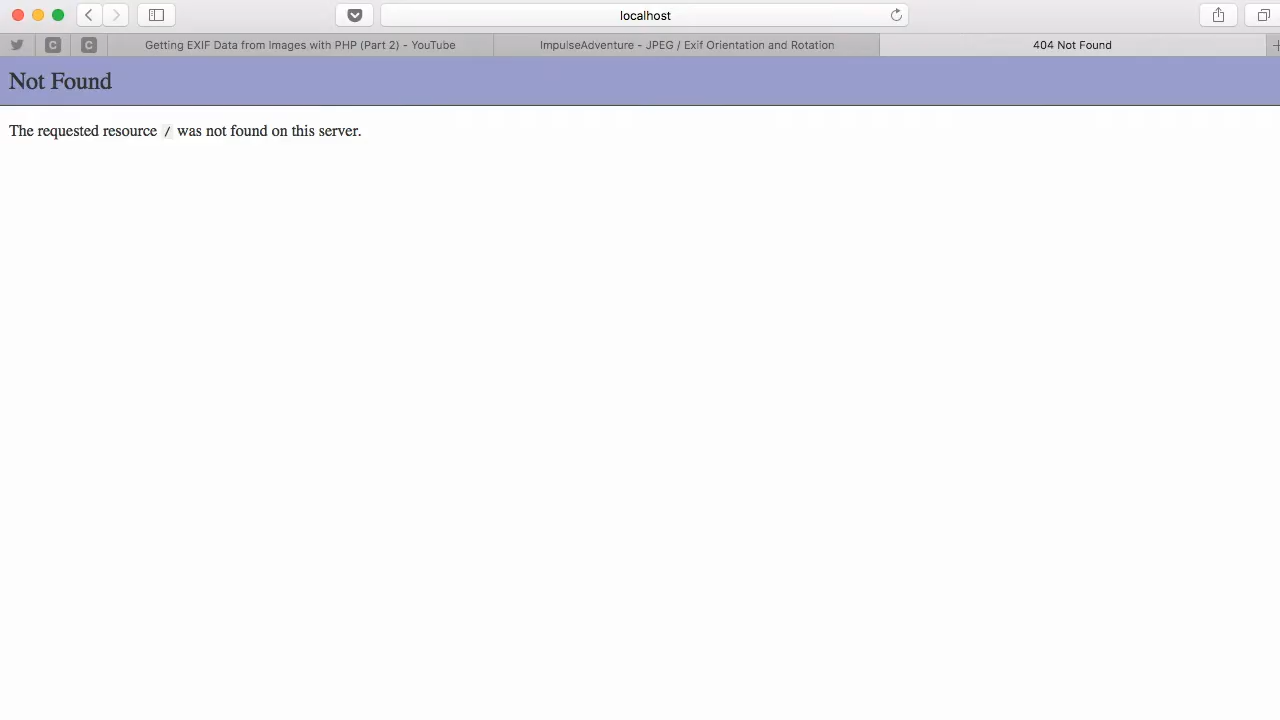 localhost
C
C
Getting EXIF Data from Images with PHP (Part 2) - YouTube
ImpulseAdventure - JPEG / Exif Orientation and Rotation
404 Not Found
Not Found
The requested resource / was not found on this server.